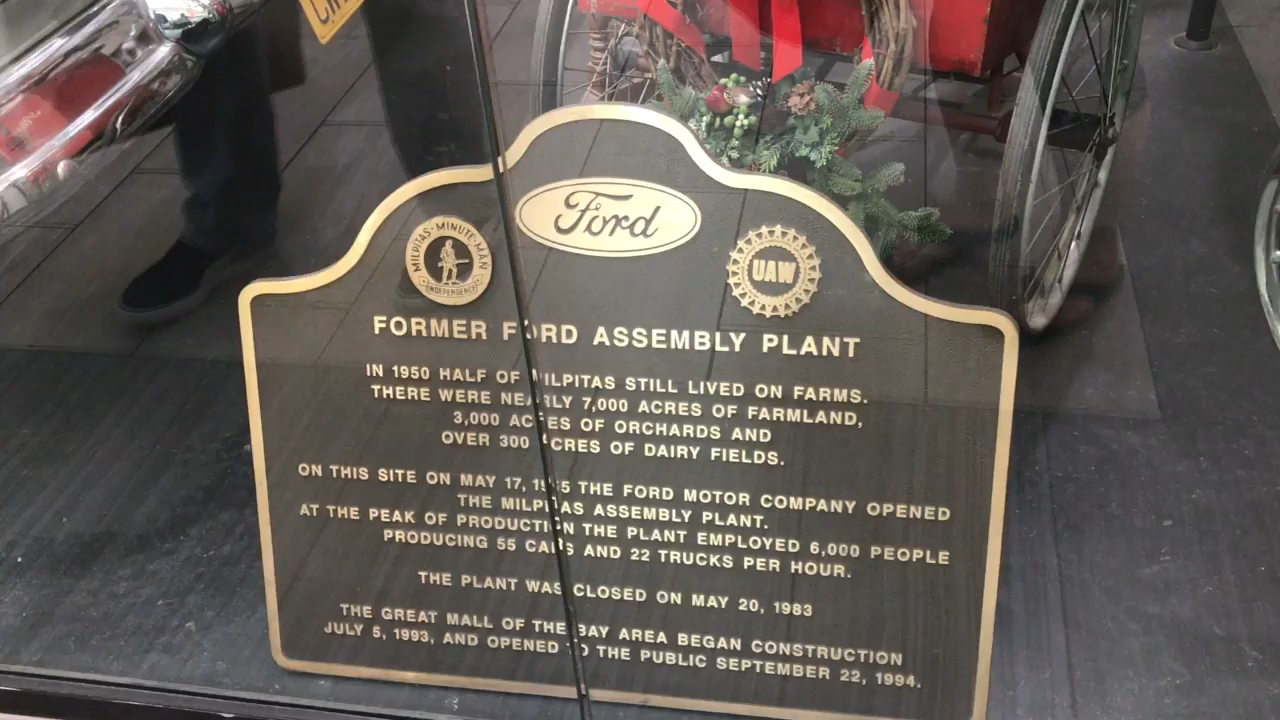 Ford
MILPITAS · MINUTE · MAN
INDEPENDENCE
UAW
FORMER FORD ASSEMBLY PLANT
IN 1950 HALF OF MILPITAS STILL LIVED ON FARMS.
THERE WERE NEARLY 7,000 ACRES OF FARMLAND,
3,000 ACRES OF ORCHARDS AND
OVER 300 ACRES OF DAIRY FIELDS.
ON THIS SITE ON MAY 17, 1955 THE FORD MOTOR COMPANY OPENED
THE MILPITAS ASSEMBLY PLANT.
AT THE PEAK OF PRODUCTION THE PLANT EMPLOYED 6,000 PEOPLE
PRODUCING 55 CARS AND 22 TRUCKS PER HOUR.
THE PLANT WAS CLOSED ON MAY 20, 1983
THE GREAT MALL OF THE BAY AREA BEGAN CONSTRUCTION
JULY 5, 1993, AND OPENED TO THE PUBLIC SEPTEMBER 22, 1994.